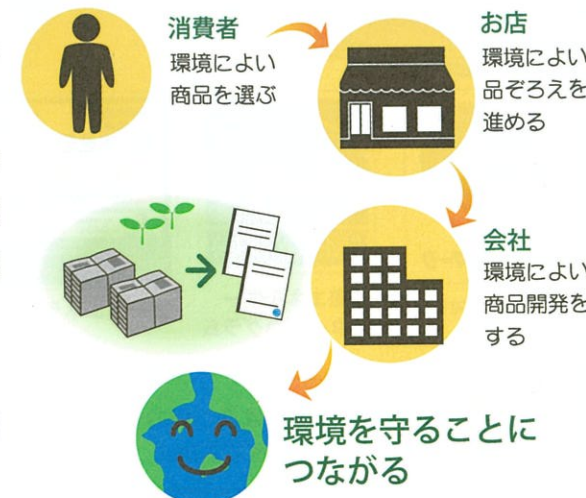 消費者
環境によい
商品を選ぶ
お店
環境によい
品ぞろえを
進める
会社
環境によい
商品開発を
する
環境を守ることに
つながる